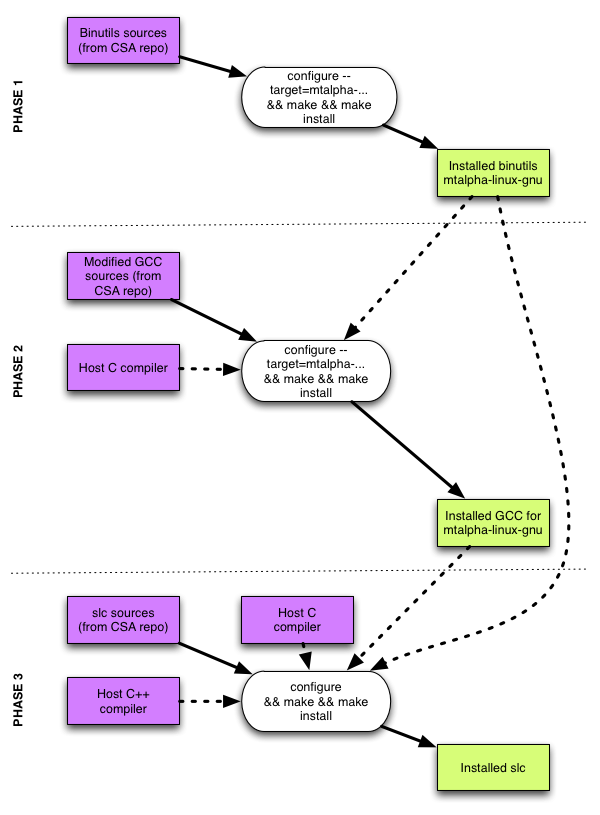 PHASE 1
Binutils sources
(from CSA repo)
configure --
target=mtalpha-...
&& make && make
install
Installed binutils
mtalpha-linux-gnu
PHASE 2
Modified GCC
sources (from
CSA repo)
Host C compiler
configure --
target=mtalpha-...
&& make && make
install
Installed GCC for
mtalpha-linux-gnu
PHASE 3
slc sources
(from CSA repo)
Host C
compiler
Host C++
compiler
configure
&& make && make
install
Installed slc